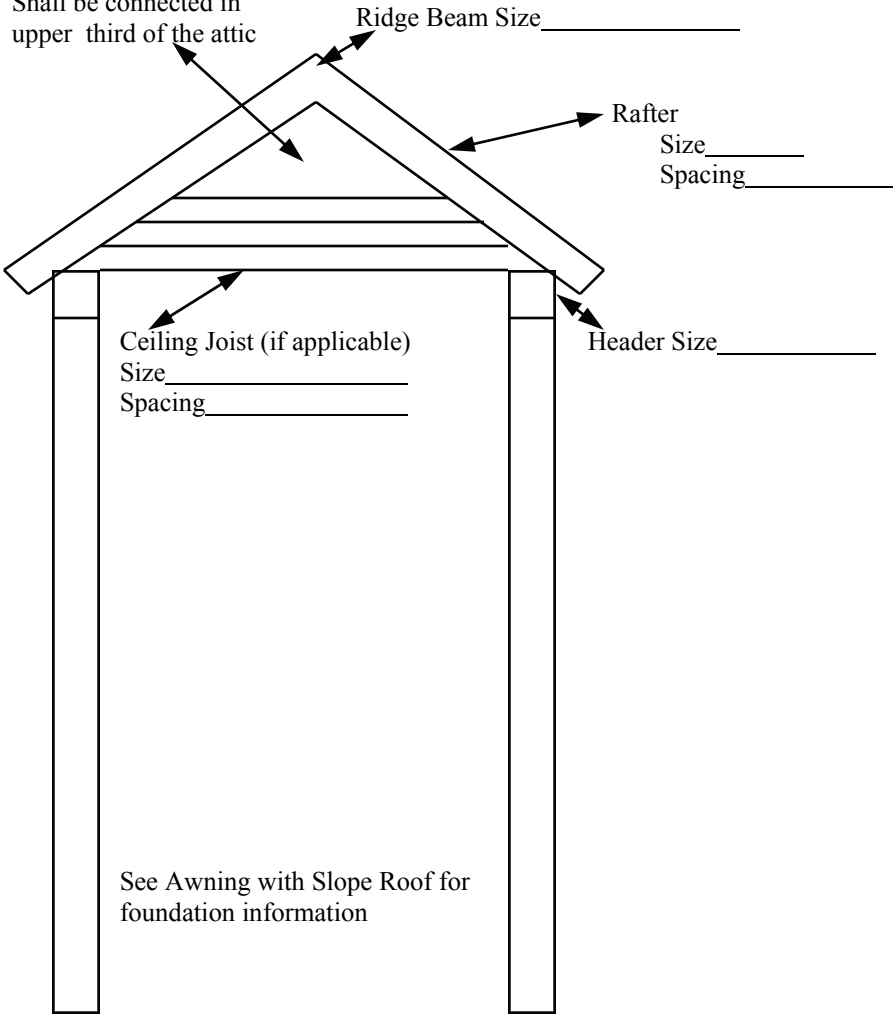 Shall be connected in
upper third of the attic
Ridge Beam Size
Rafter
Size
Spacing
Ceiling Joist (if applicable)
Size
Spacing
Header Size
See Awning with Slope Roof for
foundation information